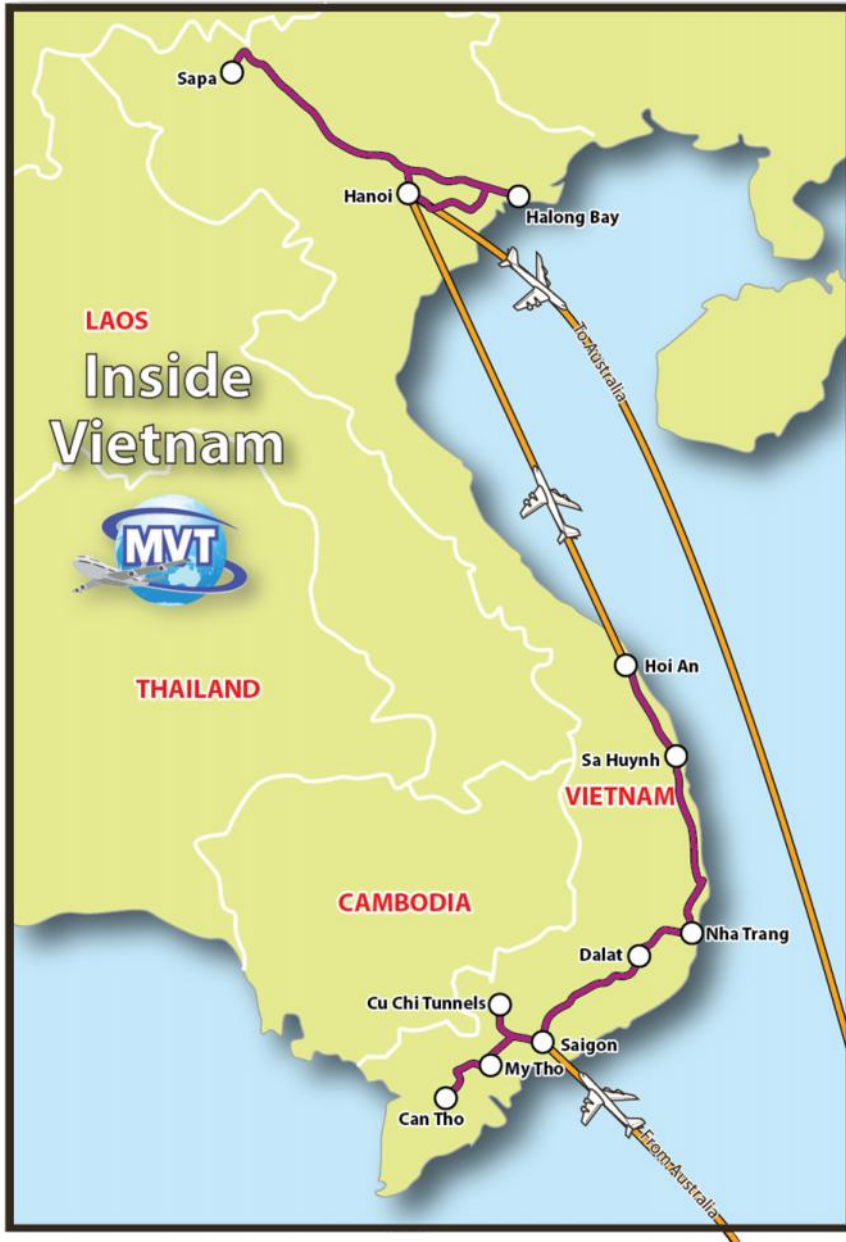 Sapa
Hanoi
Halong Bay
To Australia
LAOS
Inside
Vietnam
MVT
Hoi An
THAILAND
Sa Huynh
VIETNAM
CAMBODIA
Nha Trang
Dalat
Cu Chi Tunnels
Saigon
My Tho
Can Tho
From Australia